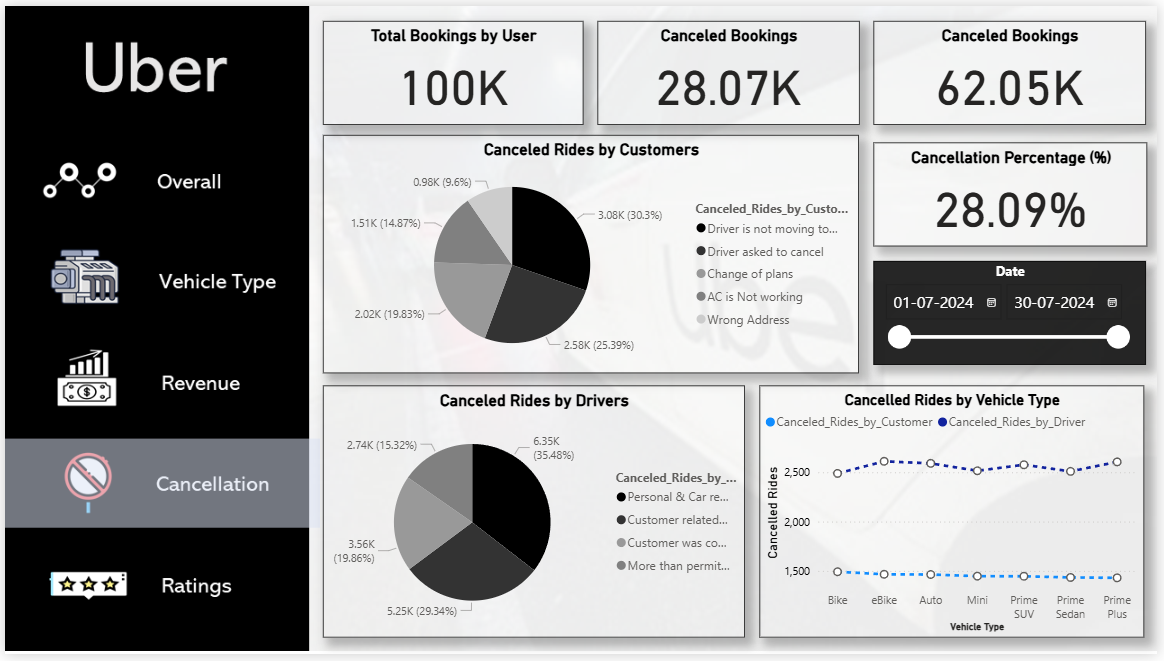 Uber
Overall
Vehicle Type
Revenue
Cancellation
Ratings
Total Bookings by User
100K
Canceled Bookings
28.07K
Canceled Bookings
62.05K
Canceled Rides by Customers
0.98K (9.6%)
1.51K (14.87%)
2.02K (19.83%)
3.08K (30.3%)
2.58K (25.39%)
Canceled_Rides_by_Custo...
Driver is not moving to...
Driver asked to cancel
Change of plans
AC is Not working
Wrong Address
Cancellation Percentage (%)
28.09%
Date
01-07-2024
30-07-2024
Canceled Rides by Drivers
2.74K (15.32%)
6.35K
(35.48%)
3.56K
(19.86%)
5.25K (29.34%)
Canceled_Rides_by_...
Personal & Car re...
Customer related...
Customer was co...
More than permit...
Cancelled Rides by Vehicle Type
Canceled_Rides_by_Customer
Canceled_Rides_by_Driver
Cancelled Rides
2,500
2,000
1,500
Bike
eBike
Auto
Mini
Prime
SUV
Prime
Sedan
Prime
Plus
Vehicle Type